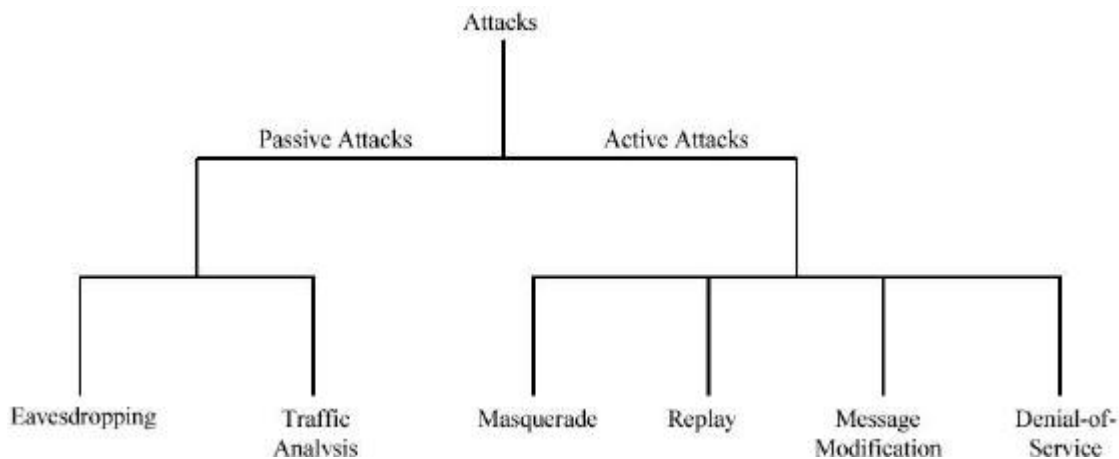 Attacks
Passive Attacks
Active Attacks
Eavesdropping
Traffic
Analysis
Masquerade
Replay
Message
Modification
Denial-of-
Service